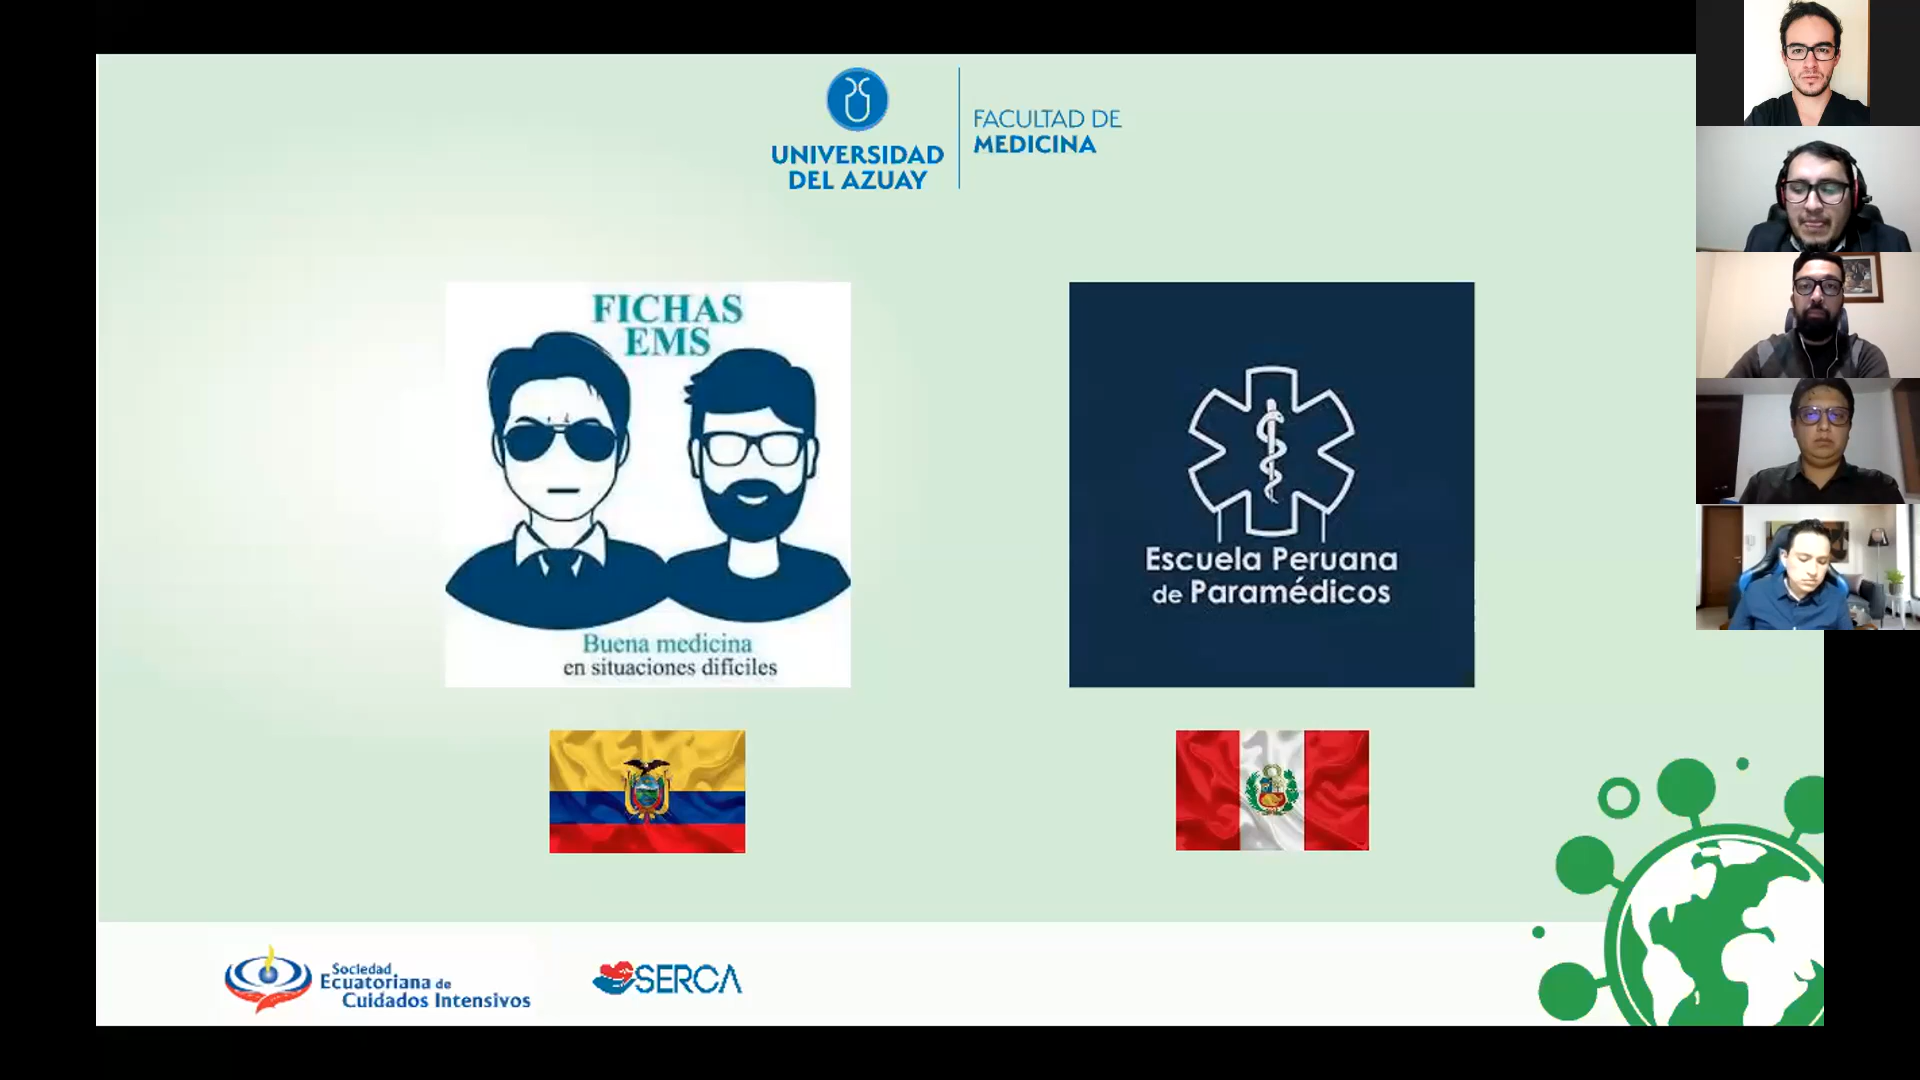 UNIVERSIDAD
DEL AZUAY
FACULTAD DE
MEDICINA
FICHAS
EMS
Buena medicina
en situaciones difíciles
Escuela Peruana
de Paramédicos
Sociedad
Ecuatoriana de
Cuidados Intensivos
SERCA